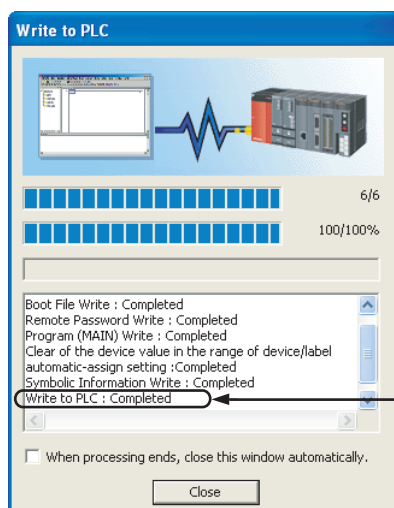 Write to PLC
6/6
100/100%
Boot File Write : Completed
Remote Password Write : Completed
Program (MAIN) Write : Completed
Clear of the device value in the range of device/label
automatic-assign setting :Completed
Symbolic Information Write : Completed
Write to PLC : Completed
When processing ends, close this window automatically.
Close